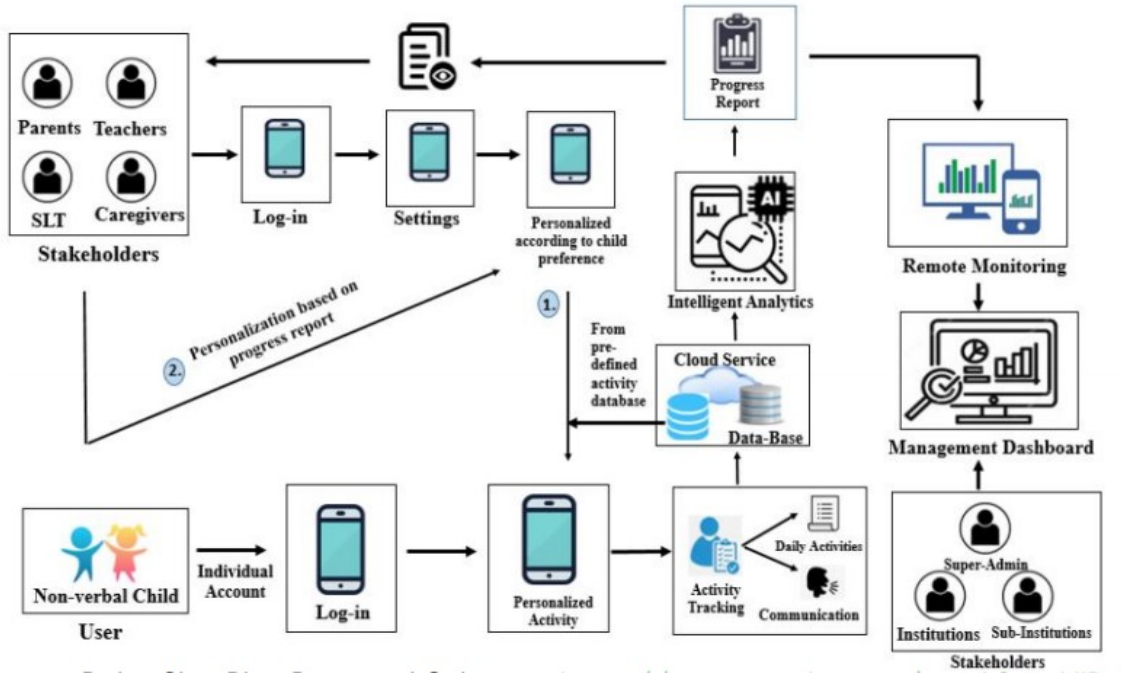 Progress
Report
Parents Teachers
SLT Caregivers
Stakeholders
Log-in
Settings
Personalized
according to child
preference
AI
Intelligent Analytics
Remote Monitoring
1.
2.
Personalization based on
progress report
From
pre-
defined
activity
database
Cloud Service
Data-Base
Management Dashboard
Non-verbal Child
User
Individual
Account
Log-in
Personalized
Activity
Activity
Tracking
Daily Activities
Communication
Super-Admin
Institutions Sub-Institutions
Stakeholders